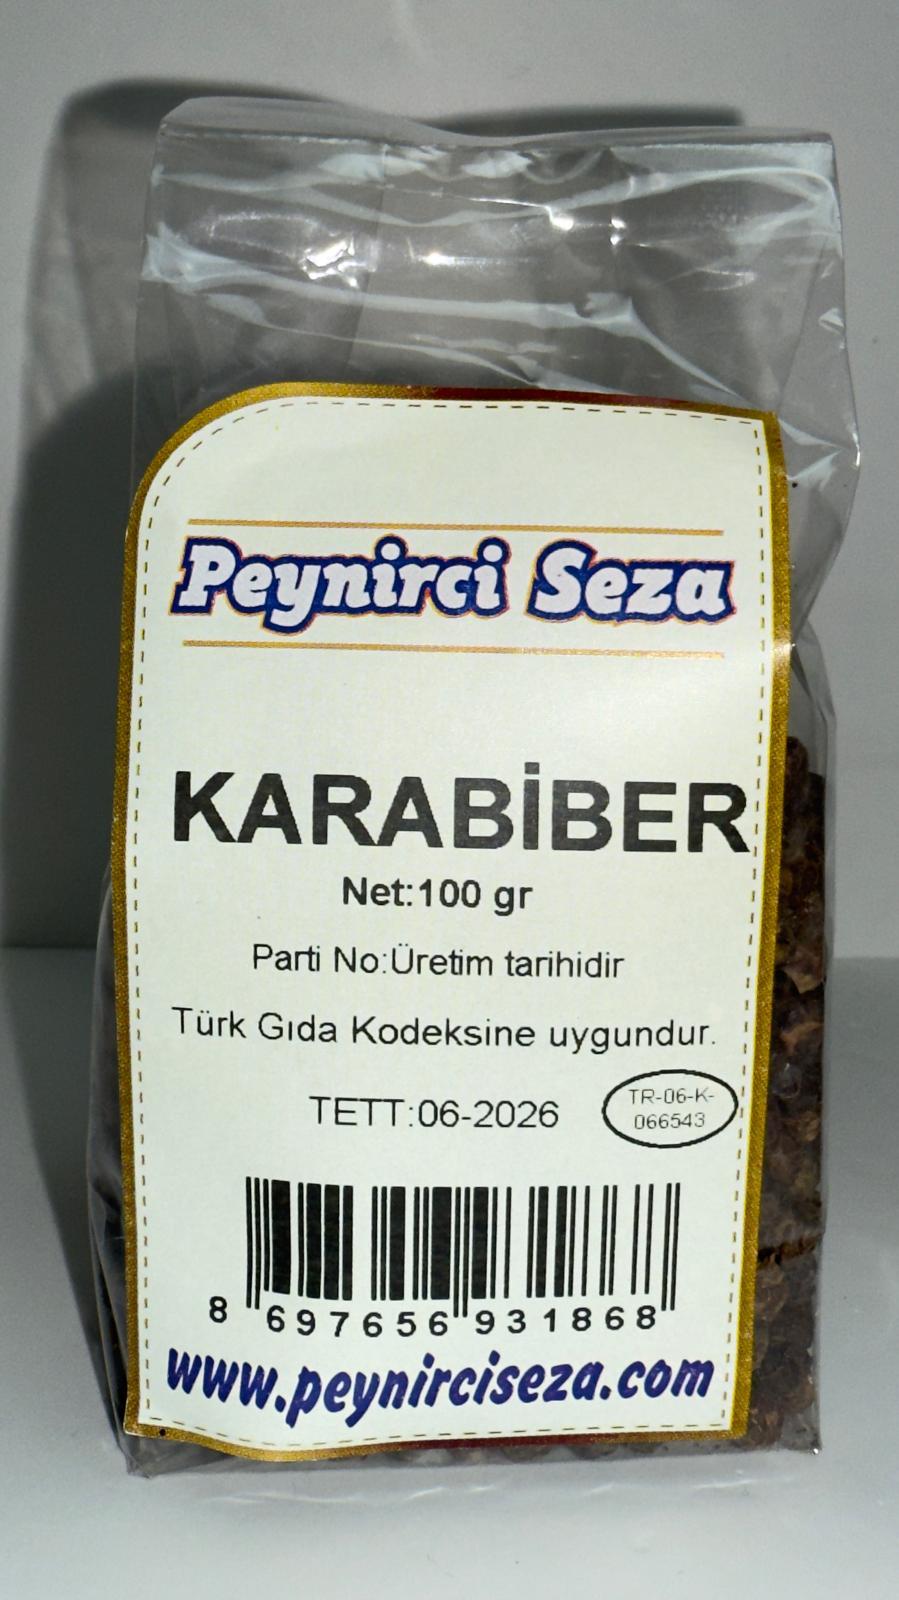 Peynirci Seza
KARABİBER
Net:100 gr
Parti No:Üretim tarihidir
Türk Gıda Kodeksine uygundur.
TETT:06-2026
TR-06-K-
066543
8 697656 931868
www.peynirciseza.com